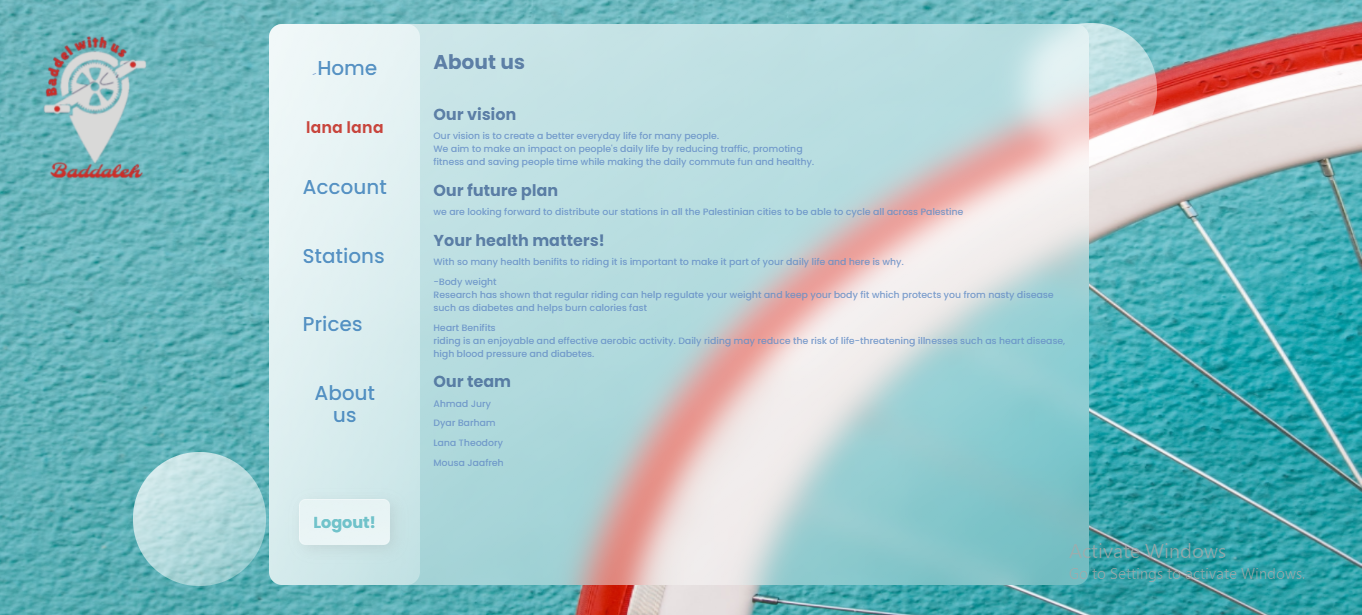 Baddel with us
Baddaleh
Home
lana lana
Account
Stations
Prices
About
us
Logout!
About us
Our vision
Our vision is to create a better everyday life for many people.
We aim to make an impact on people's daily life by reducing traffic, promoting
fitness and saving people time while making the daily commute fun and healthy.
Our future plan
we are looking forward to distribute our stations in all the Palestinian cities to be able to cycle all across Palestine
Your health matters!
With so many health benifits to riding it is important to make it part of your daily life and here is why.
-Body weight
Research has shown that regular riding can help regulate your weight and keep your body fit which protects you from nasty disease
such as diabetes and helps burn calories fast
Heart Benifits
riding is an enjoyable and effective aerobic activity. Daily riding may reduce the risk of life-threatening illnesses such as heart disease,
high blood pressure and diabetes.
Our team
Ahmad Jury
Dyar Barham
Lana Theodory
Mousa Jaafreh
Activate Windows
to Settings to activate Windows.